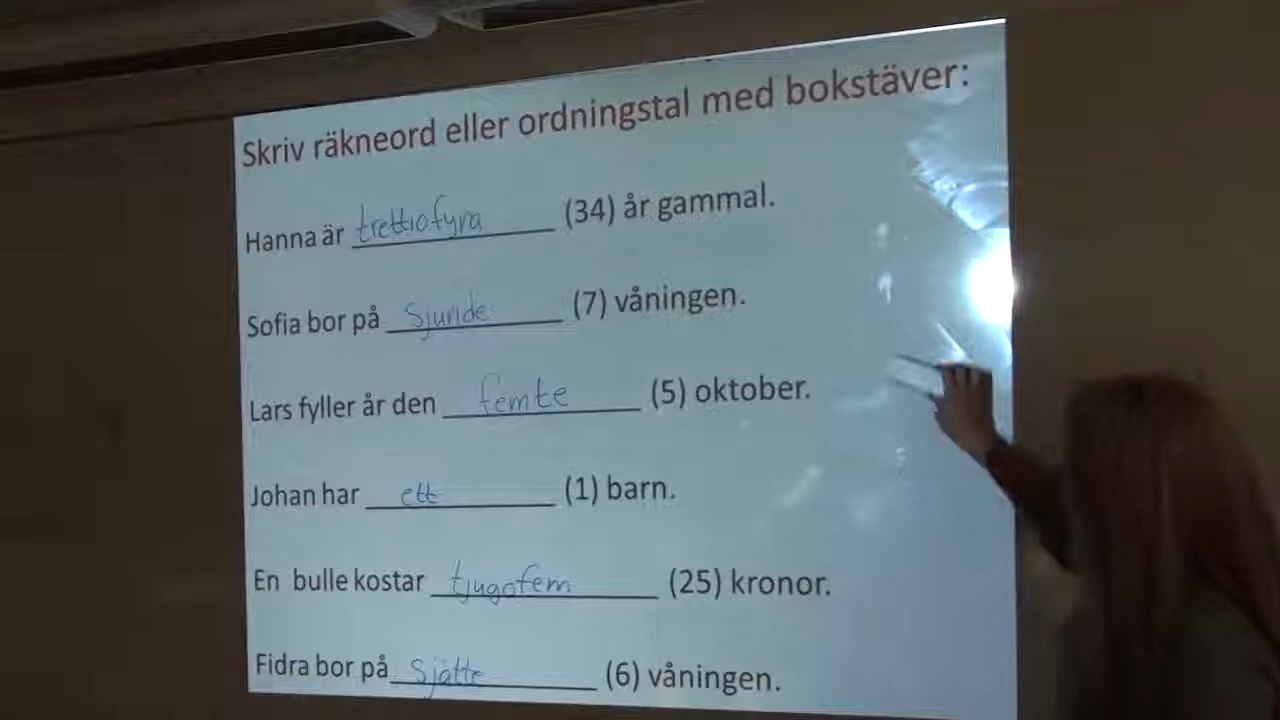 Skriv räkneord eller ordningstal med bokstäver:
Hanna är trettiofyra (34) år gammal.
Sofia bor på sjunde (7) våningen.
Lars fyller år den femte (5) oktober.
Johan har ett (1) barn.
En bulle kostar tjugofem (25) kronor.
Fidra bor på sjätte (6) våningen.